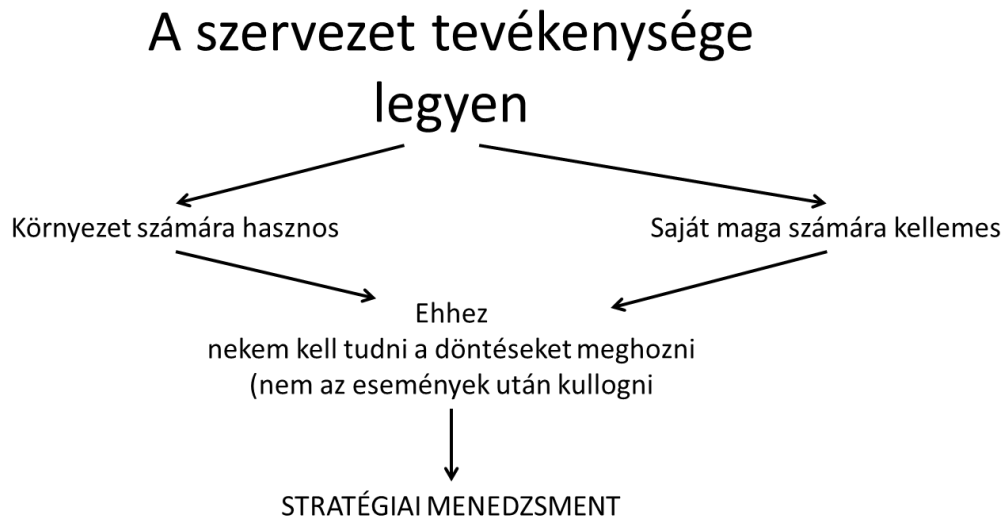 A szervezet tevékenysége
legyen
Környezet számára hasznos
Saját maga számára kellemes
Ehhez
nekem kell tudni a döntéseket meghozni
(nem az események után kullogni
STRATÉGIAI MENEDZSMENT